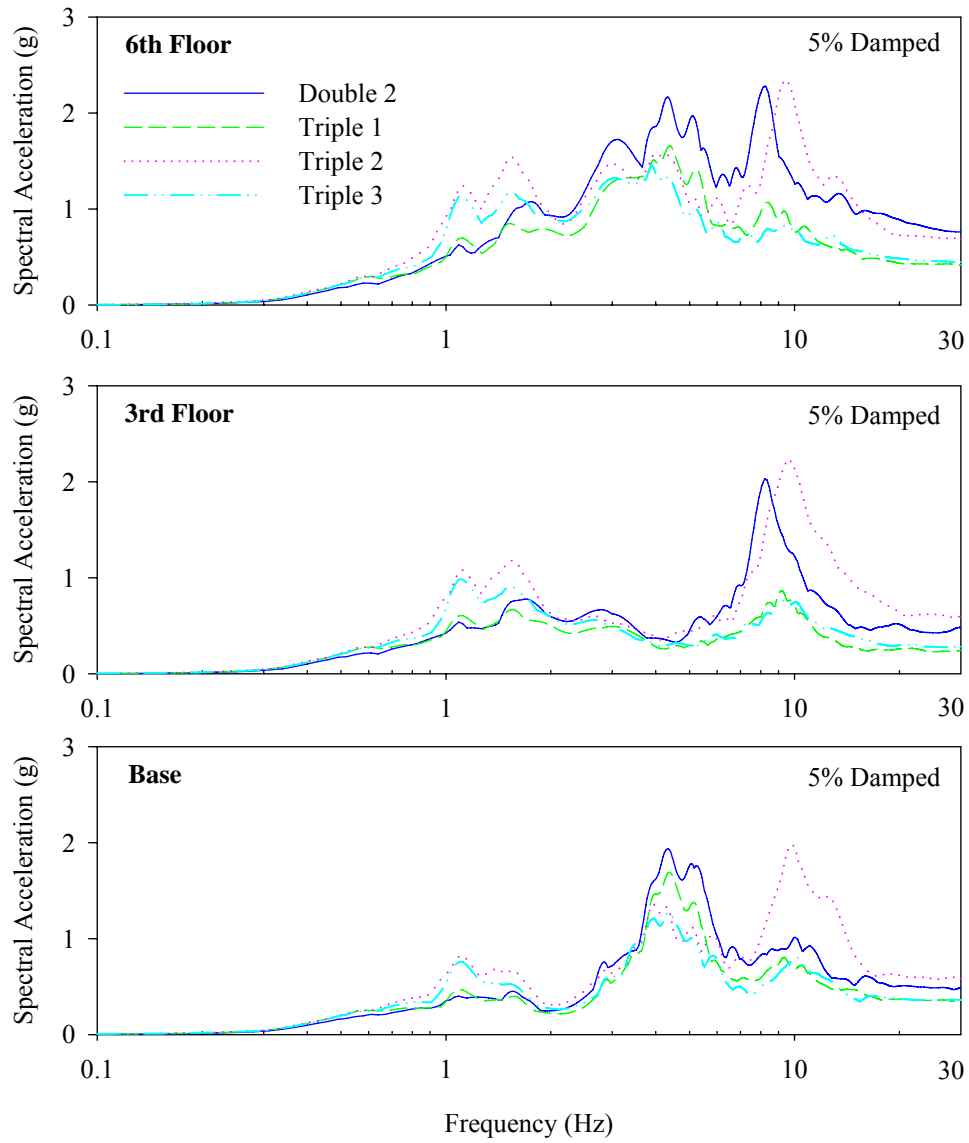 3
6th Floor
5% Damped
Double 2
Triple 1
Triple 2
Triple 3
2
1
0
Spectral Acceleration (g)
0.1
1
10
30
3
3rd Floor
5% Damped
2
1
0
Spectral Acceleration (g)
0.1
1
10
30
3
Base
5% Damped
2
1
0
Spectral Acceleration (g)
0.1
1
10
30
Frequency (Hz)